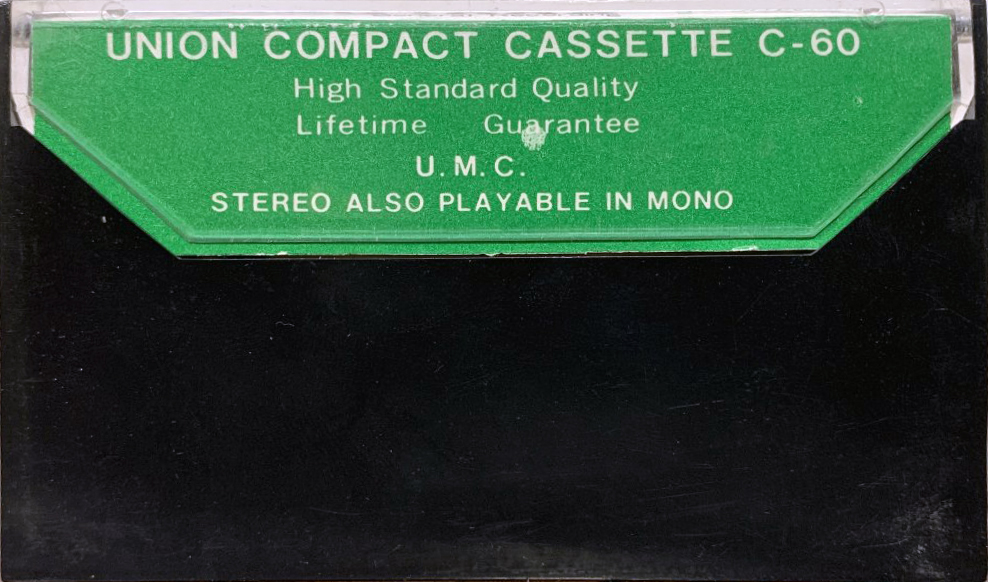 UNION COMPACT CASSETTE C-60
High Standard Quality
Lifetime Guarantee
U.M.C.
STEREO ALSO PLAYABLE IN MONO